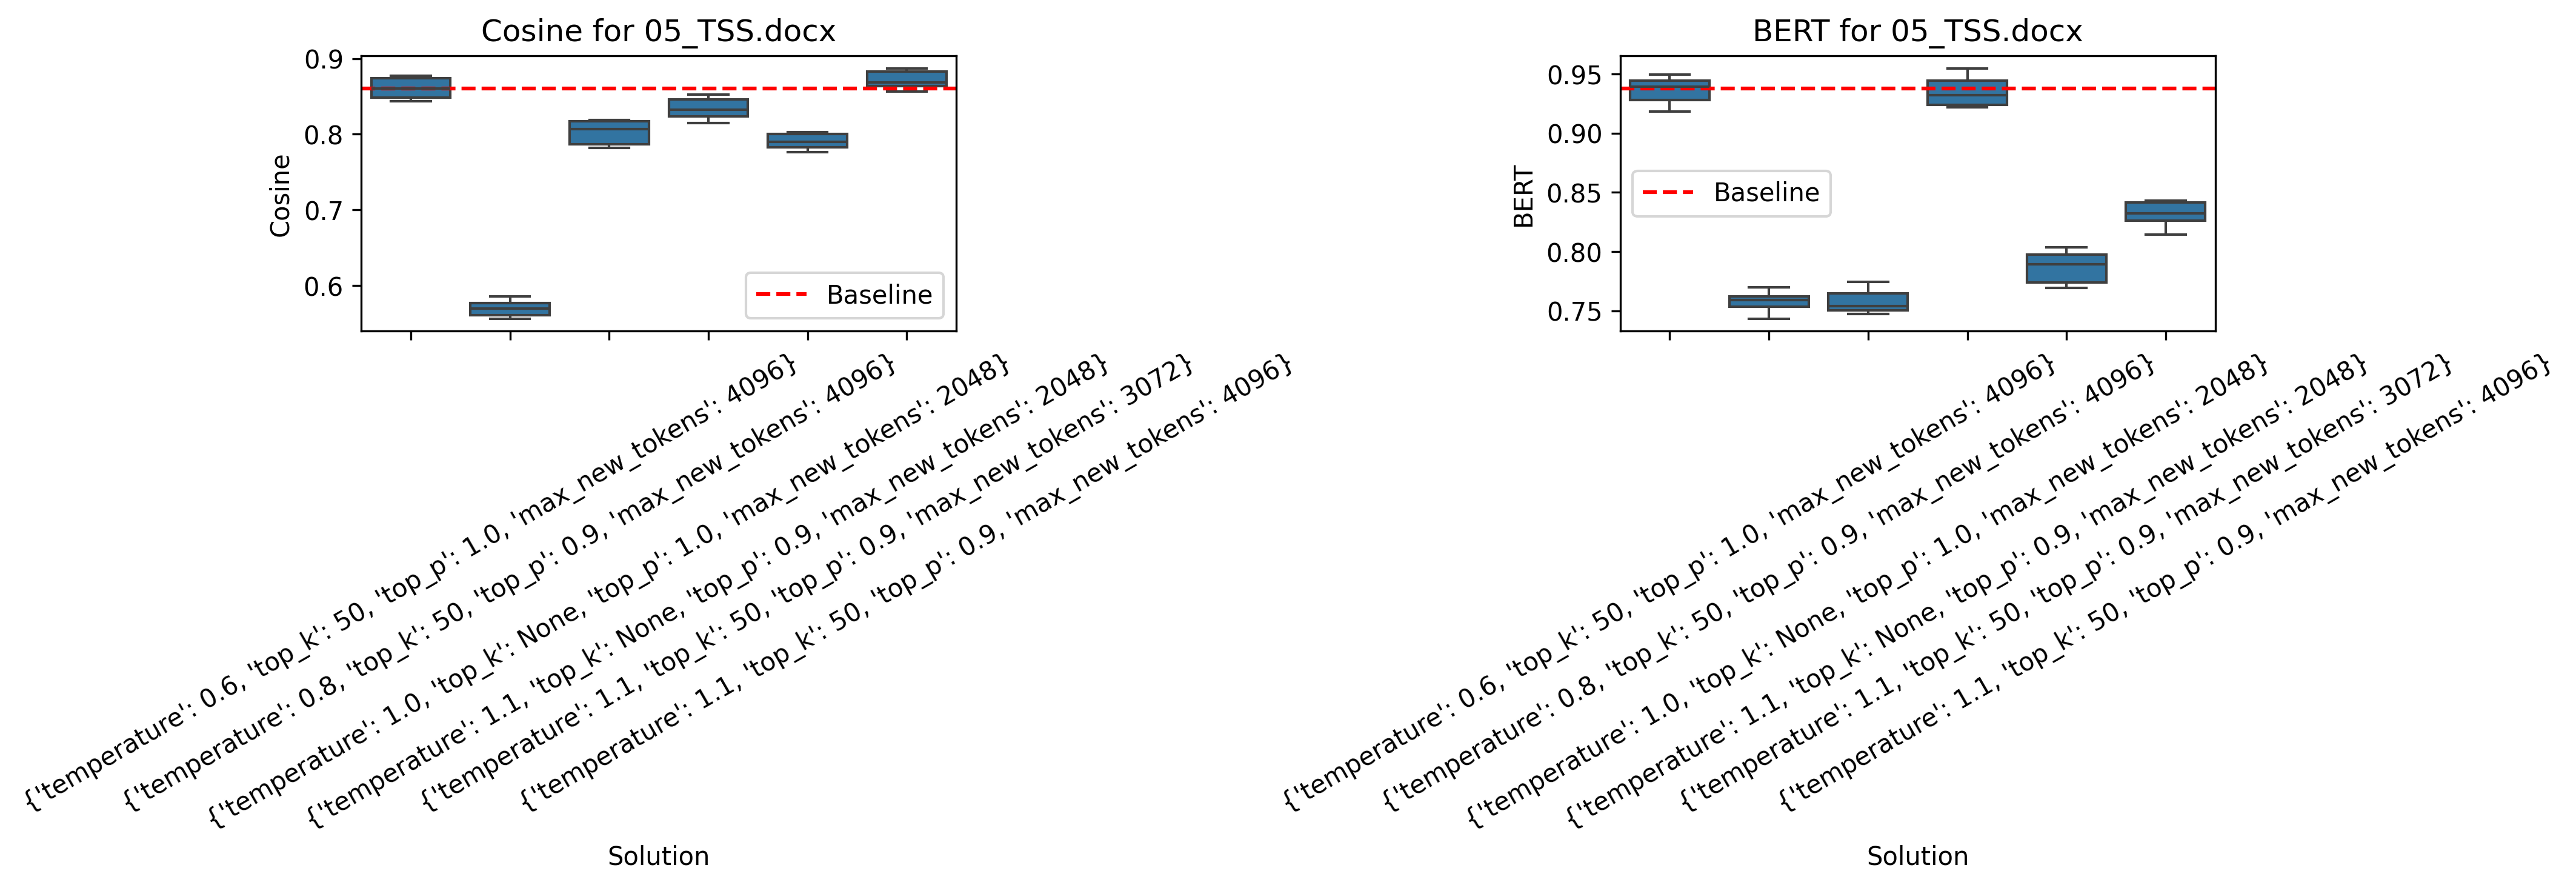 Cosine for 05_TSS.docx
Cosine
0.9
0.8
0.7
0.6
Baseline
{'temperature': 0.6, 'top_k': 50, 'top_p': 1.0, 'max_new_tokens': 4096}
{'temperature': 0.8, 'top_k': 50, 'top_p': 0.9, 'max_new_tokens': 4096}
{'temperature': 1.0, 'top_k': None, 'top_p': 1.0, 'max_new_tokens': 2048}
{'temperature': 1.1, 'top_k': None, 'top_p': 0.9, 'max_new_tokens': 2048}
{'temperature': 1.1, 'top_k': 50, 'top_p': 0.9, 'max_new_tokens': 3072}
{'temperature': 1.1, 'top_k': 50, 'top_p': 0.9, 'max_new_tokens': 4096}
Solution
BERT for 05_TSS.docx
BERT
0.95
0.90
0.85
0.80
0.75
Baseline
{'temperature': 0.6, 'top_k': 50, 'top_p': 1.0, 'max_new_tokens': 4096}
{'temperature': 0.8, 'top_k': 50, 'top_p': 0.9, 'max_new_tokens': 4096}
{'temperature': 1.0, 'top_k': None, 'top_p': 1.0, 'max_new_tokens': 2048}
{'temperature': 1.1, 'top_k': None, 'top_p': 0.9, 'max_new_tokens': 2048}
{'temperature': 1.1, 'top_k': 50, 'top_p': 0.9, 'max_new_tokens': 3072}
{'temperature': 1.1, 'top_k': 50, 'top_p': 0.9, 'max_new_tokens': 4096}
Solution